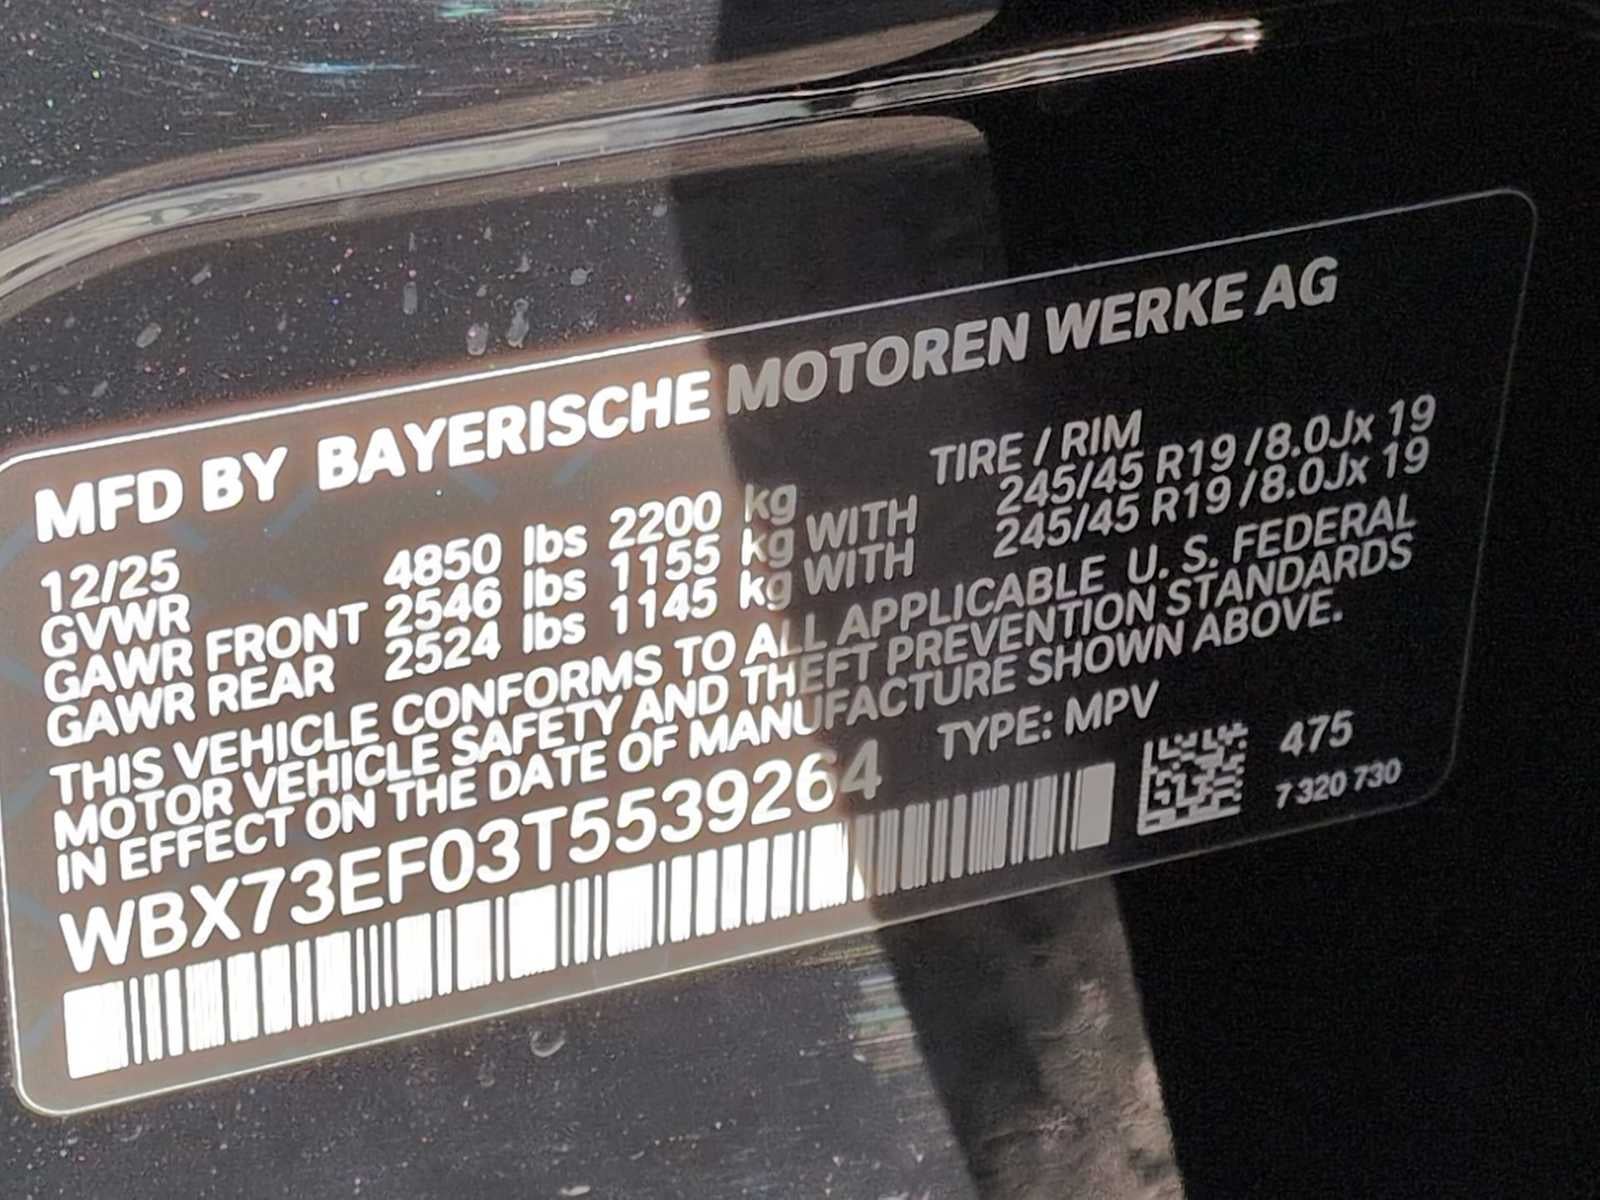 MFD BY BAYERISCHE MOTOREN WERKE AG
12/25 TIRE / RIM
GVWR 4850 lbs 2200 kg
GAWR FRONT 2546 lbs 1155 kg WITH 245/45 R19 /8.0Jx 19
GAWR REAR 2524 lbs 1145 kg WITH 245/45 R19 /8.0Jx 19
THIS VEHICLE CONFORMS TO ALL APPLICABLE U. S. FEDERAL
MOTOR VEHICLE SAFETY AND THEFT PREVENTION STANDARDS
IN EFFECT ON THE DATE OF MANUFACTURE SHOWN ABOVE.
WBX73EF03T5539264 TYPE: MPV
475
7 320 730